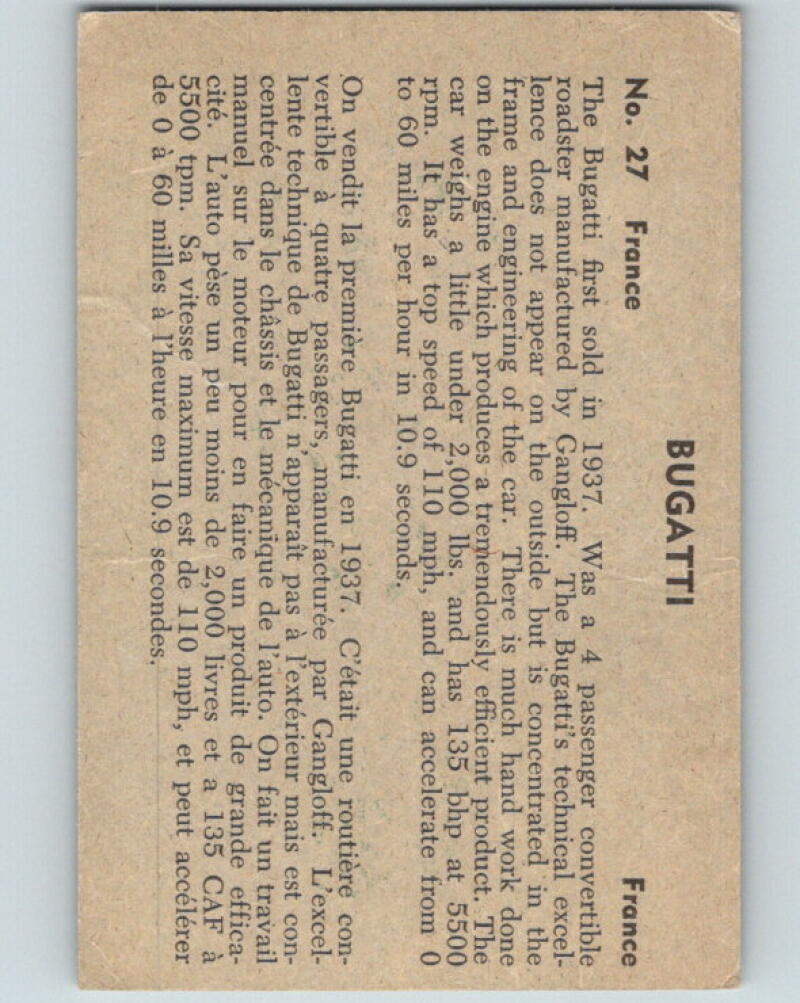 BUGATTI
No. 27 France France
The Bugatti first sold in 1937. Was a 4 passenger convertible
roadster manufactured by Gangloff. The Bugatti's technical excel-
lence does not appear on the outside but is concentrated in the
frame and engineering of the car. There is much hand work done
on the engine which produces a tremendously efficient product. The
car weighs a little under 2,000 lbs. and has 135 bhp at 5500
rpm. It has a top speed of 110 mph, and can accelerate from 0
to 60 miles per hour in 10.9 seconds.
On vendit la première Bugatti en 1937. C'était une routière con-
vertible à quatre passagers, manufacturée par Gangloff. L'excel-
lente technique de Bugatti n'apparaît pas à l'extérieur mais est con-
centrée dans le châssis et le mécanique de l'auto. On fait un travail
manuel sur le moteur pour en faire un produit de grande effica-
cité. L'auto pèse un peu moins de 2,000 livres et a 135 CAF à
5500 tpm. Sa vitesse maximum est de 110 mph, et peut accélérer
de 0 à 60 milles à l'heure en 10.9 secondes.